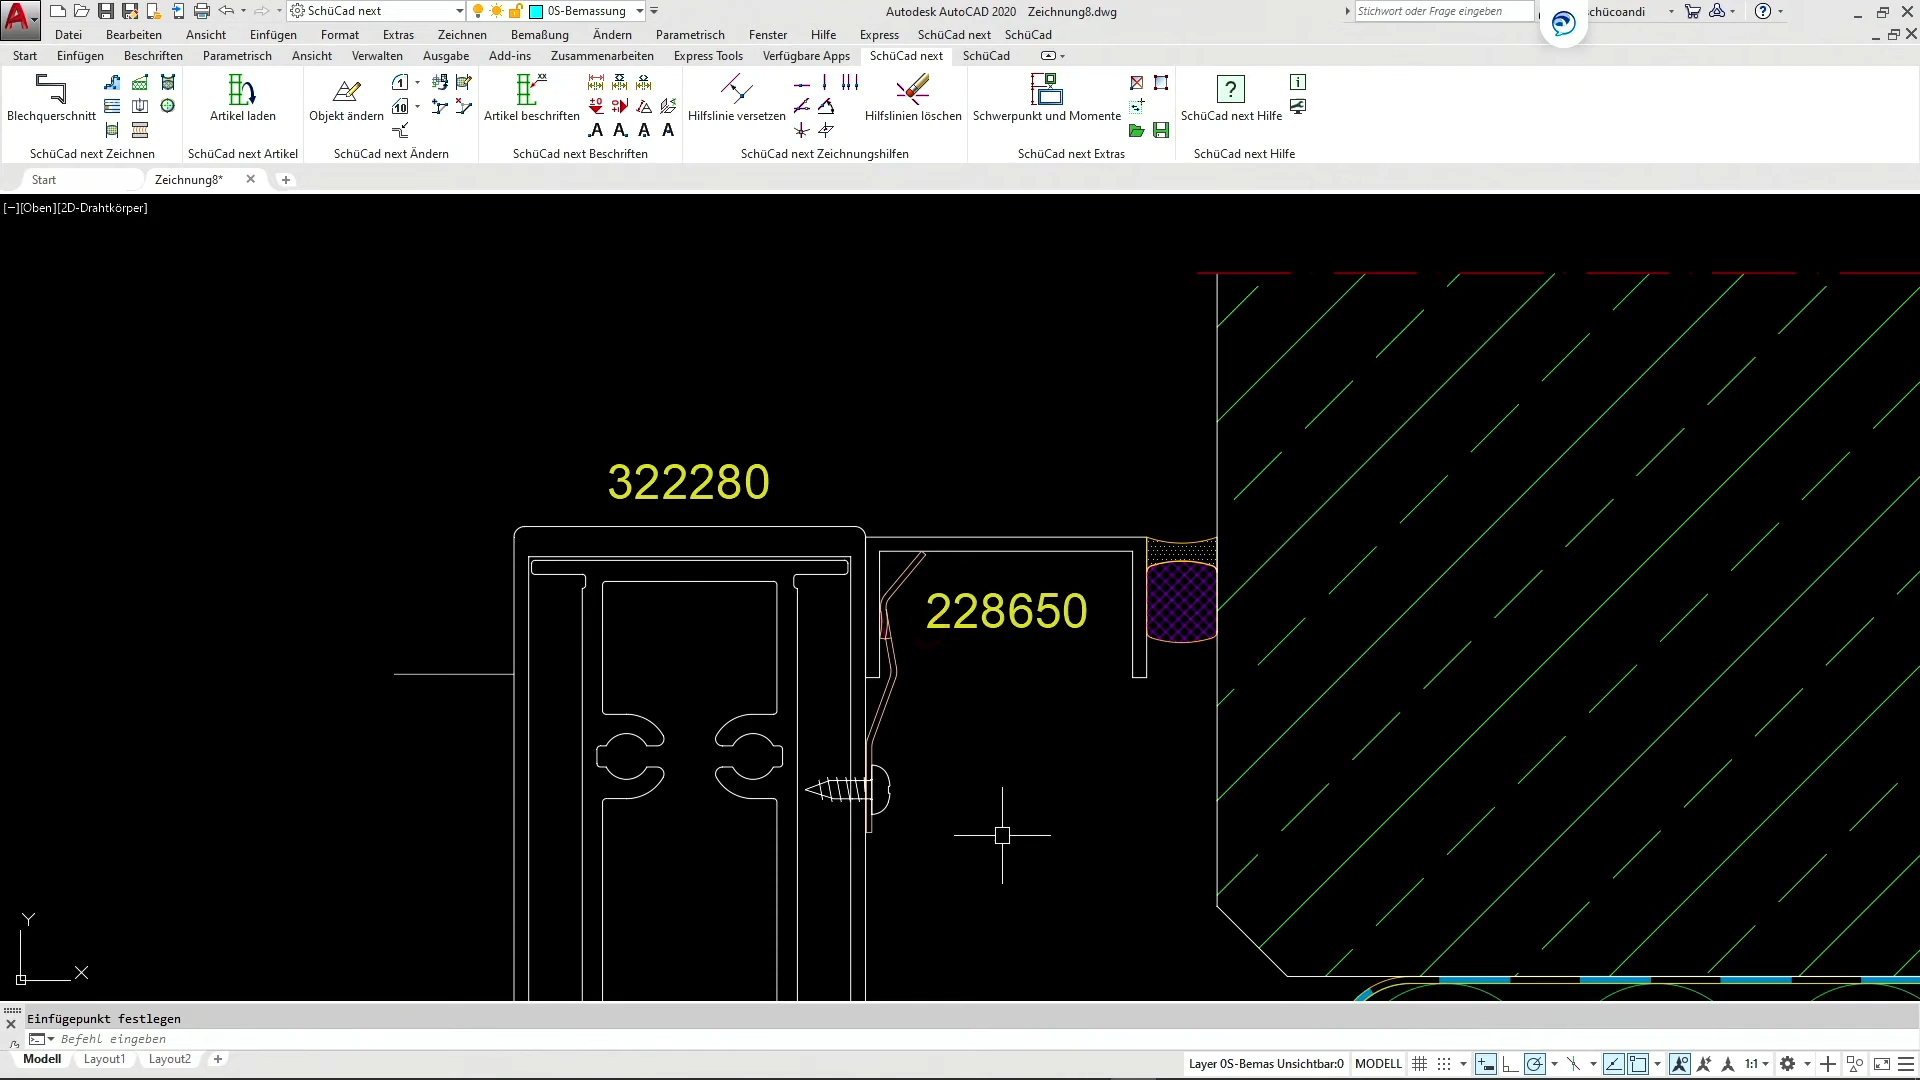 SchüCad next
0S-Bemassung
Autodesk AutoCAD 2020 Zeichnung8.dwg
Stichwort oder Frage eingeben
schücoandi
Datei Bearbeiten Ansicht Einfügen Format Extras Zeichnen Bemaßung Ändern Parametrisch Fenster Hilfe Express SchüCad next SchüCad
Start Einfügen Beschriften Parametrisch Ansicht Verwalten Ausgabe Add-ins Zusammenarbeiten Express Tools Verfügbare Apps SchüCad next SchüCad
Blechquerschnitt Artikel laden Objekt ändern Artikel beschriften Hilfslinie versetzen Hilfslinien löschen Schwerpunkt und Momente SchüCad next Hilfe
SchüCad next Zeichnen SchüCad next Artikel SchüCad next Ändern SchüCad next Beschriften SchüCad next Zeichnungshilfen SchüCad next Extras SchüCad next Hilfe
Start Zeichnung8*
[−][Oben][2D-Drahtkörper]
322280
228650
Y
X
Einfügepunkt festlegen
Befehl eingeben
Modell Layout1 Layout2
Layer 0S-Bemas Unsichtbar:0 MODELL 1:1